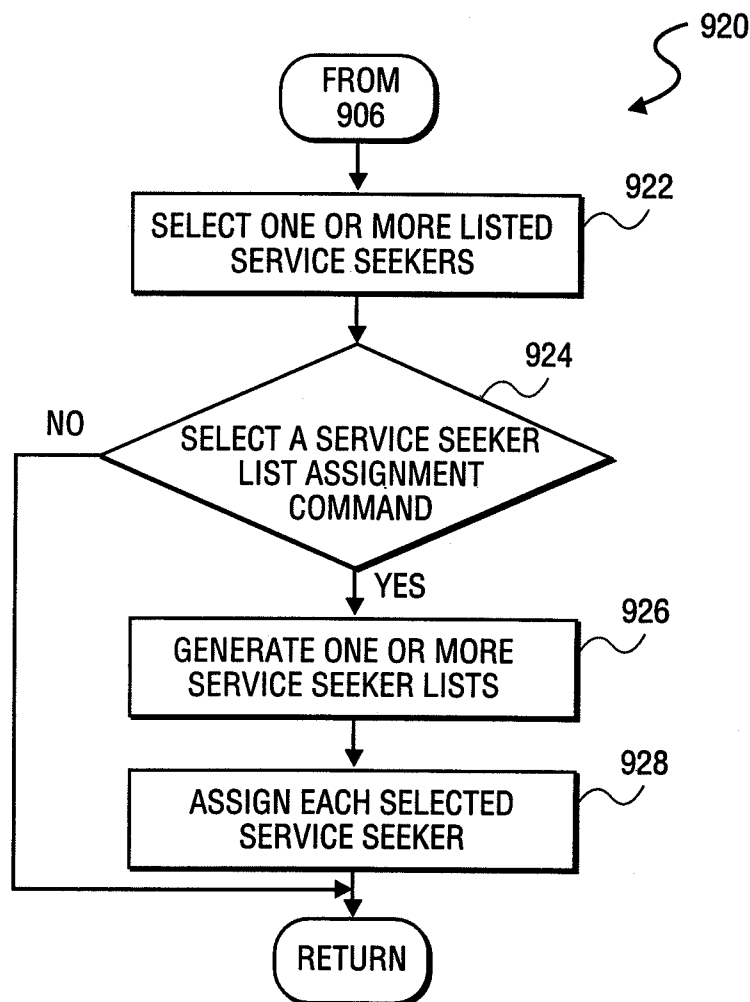 920
FROM
906
922
SELECT ONE OR MORE LISTED
SERVICE SEEKERS
924
NO
SELECT A SERVICE SEEKER
LIST ASSIGNMENT
COMMAND
YES
926
GENERATE ONE OR MORE
SERVICE SEEKER LISTS
928
ASSIGN EACH SELECTED
SERVICE SEEKER
RETURN